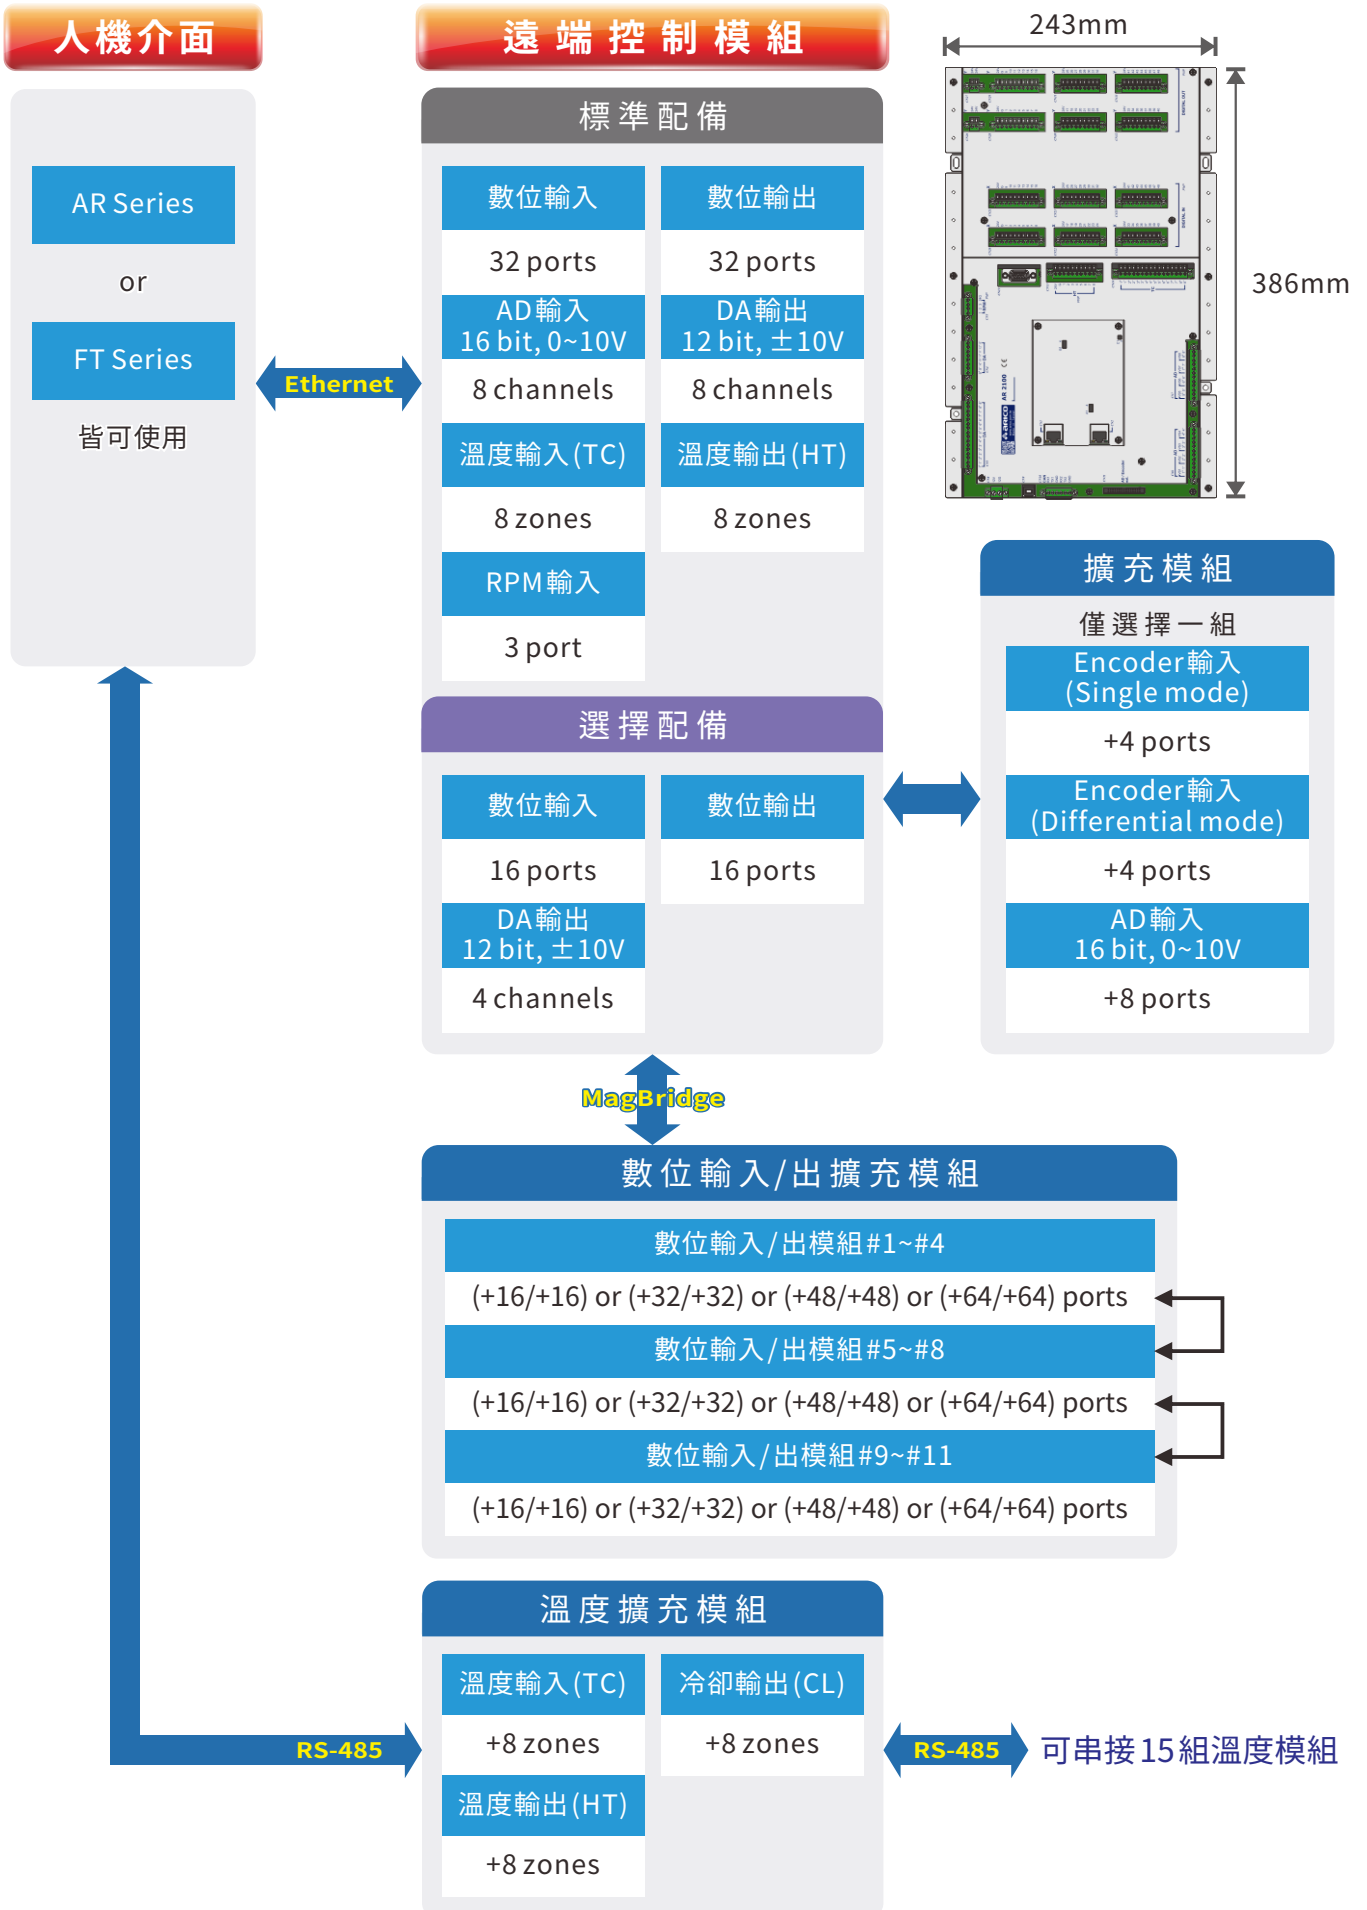 人機介面
AR Series
or
FT Series
皆可使用
Ethernet
遠端控制模組
標準配備
數位輸入
32 ports
AD輸入
16 bit, 0~10V
8 channels
溫度輸入(TC)
8 zones
RPM輸入
3 port
數位輸出
32 ports
DA輸出
12 bit, ±10V
8 channels
溫度輸出(HT)
8 zones
選擇配備
數位輸入
16 ports
DA輸出
12 bit, ±10V
4 channels
數位輸出
16 ports
243mm
386mm
DIGITAL OUT
DIGITAL IN
AR 2100
ARICO
擴充模組
僅選擇一組
Encoder輸入
(Single mode)
+4 ports
Encoder輸入
(Differential mode)
+4 ports
AD輸入
16 bit, 0~10V
+8 ports
MagBridge
數位輸入/出擴充模組
數位輸入/出模組#1~#4
(+16/+16) or (+32/+32) or (+48/+48) or (+64/+64) ports
數位輸入/出模組#5~#8
(+16/+16) or (+32/+32) or (+48/+48) or (+64/+64) ports
數位輸入/出模組#9~#11
(+16/+16) or (+32/+32) or (+48/+48) or (+64/+64) ports
溫度擴充模組
溫度輸入(TC)
+8 zones
溫度輸出(HT)
+8 zones
冷卻輸出(CL)
+8 zones
RS-485
RS-485
可串接15組溫度模組